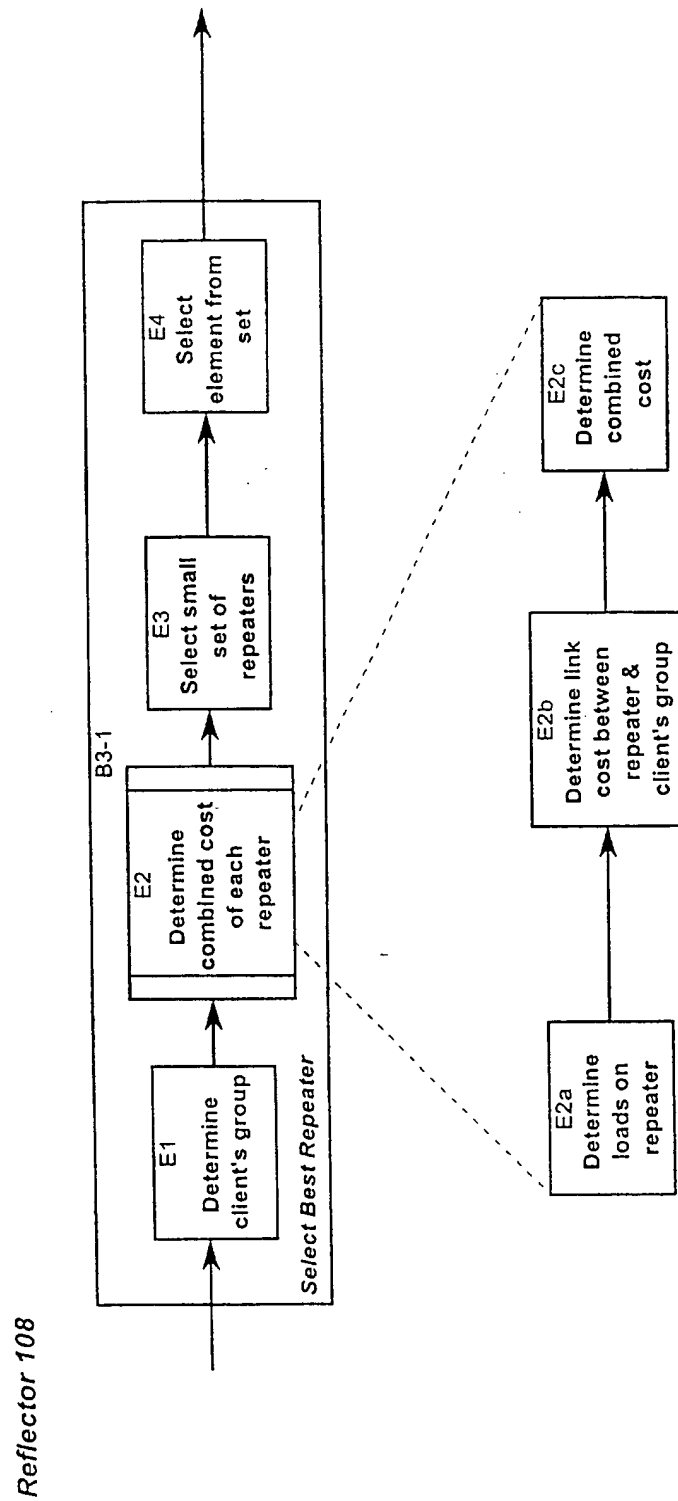 Reflector 108
B3-1
E1
Determine
client's group
E2
Determine
combined cost
of each
repeater
E3
Select small
set of
repeaters
E4
Select
element from
set
Select Best Repeater
E2a
Determine
loads on
repeater
E2b
Determine link
cost between
repeater &
client's group
E2c
Determine
combined
cost